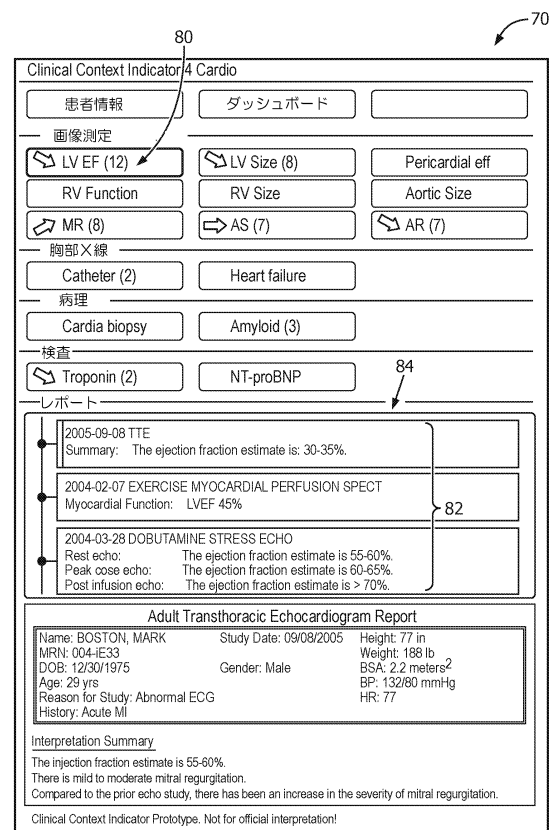 70
80
Clinical Context Indicator 4 Cardio
患者情報 ダッシュボード
画像測定
LV EF (12) LV Size (8) Pericardial eff
RV Function RV Size Aortic Size
MR (8) AS (7) AR (7)
胸部X線
Catheter (2) Heart failure
病理
Cardia biopsy Amyloid (3)
検査
Troponin (2) NT-proBNP
84
レポート
2005-09-08 TTE
Summary: The ejection fraction estimate is: 30-35%.
2004-02-07 EXERCISE MYOCARDIAL PERFUSION SPECT
Myocardial Function: LVEF 45%
82
2004-03-28 DOBUTAMINE STRESS ECHO
Rest echo: The ejection fraction estimate is 55-60%.
Peak cose echo: The ejection fraction estimate is 60-65%.
Post infusion echo: The ejection fraction estimate is > 70%.
Adult Transthoracic Echocardiogram Report
Name: BOSTON, MARK Study Date: 09/08/2005 Height: 77 in
MRN: 004-iE33 Weight: 188 lb
DOB: 12/30/1975 Gender: Male BSA: 2.2 meters2
Age: 29 yrs BP: 132/80 mmHg
Reason for Study: Abnormal ECG HR: 77
History: Acute MI
Interpretation Summary
The injection fraction estimate is 55-60%.
There is mild to moderate mitral regurgitation.
Compared to the prior echo study, there has been an increase in the severity of mitral regurgitation.
Clinical Context Indicator Prototype. Not for official interpretation!